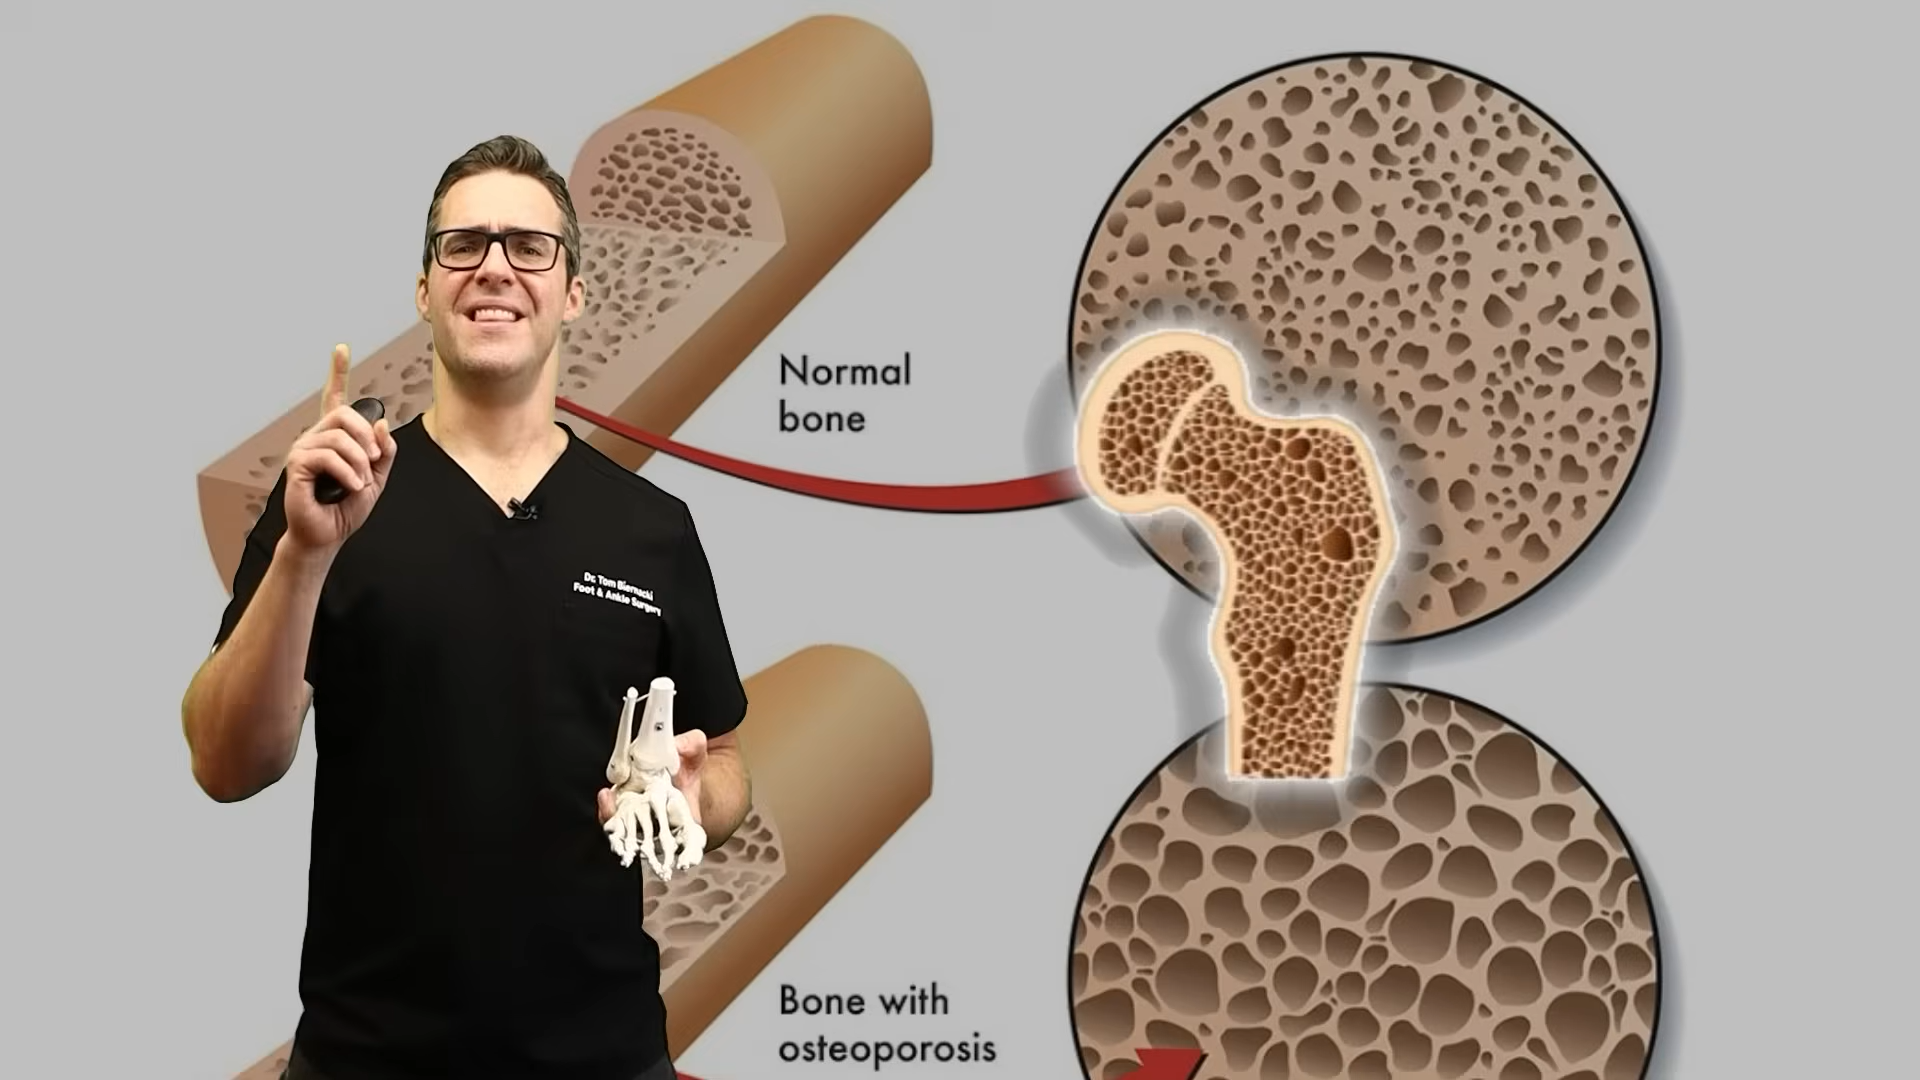 Normal
bone
Dr. Tom Biernacki
Foot & Ankle Surgery
Bone with
osteoporosis